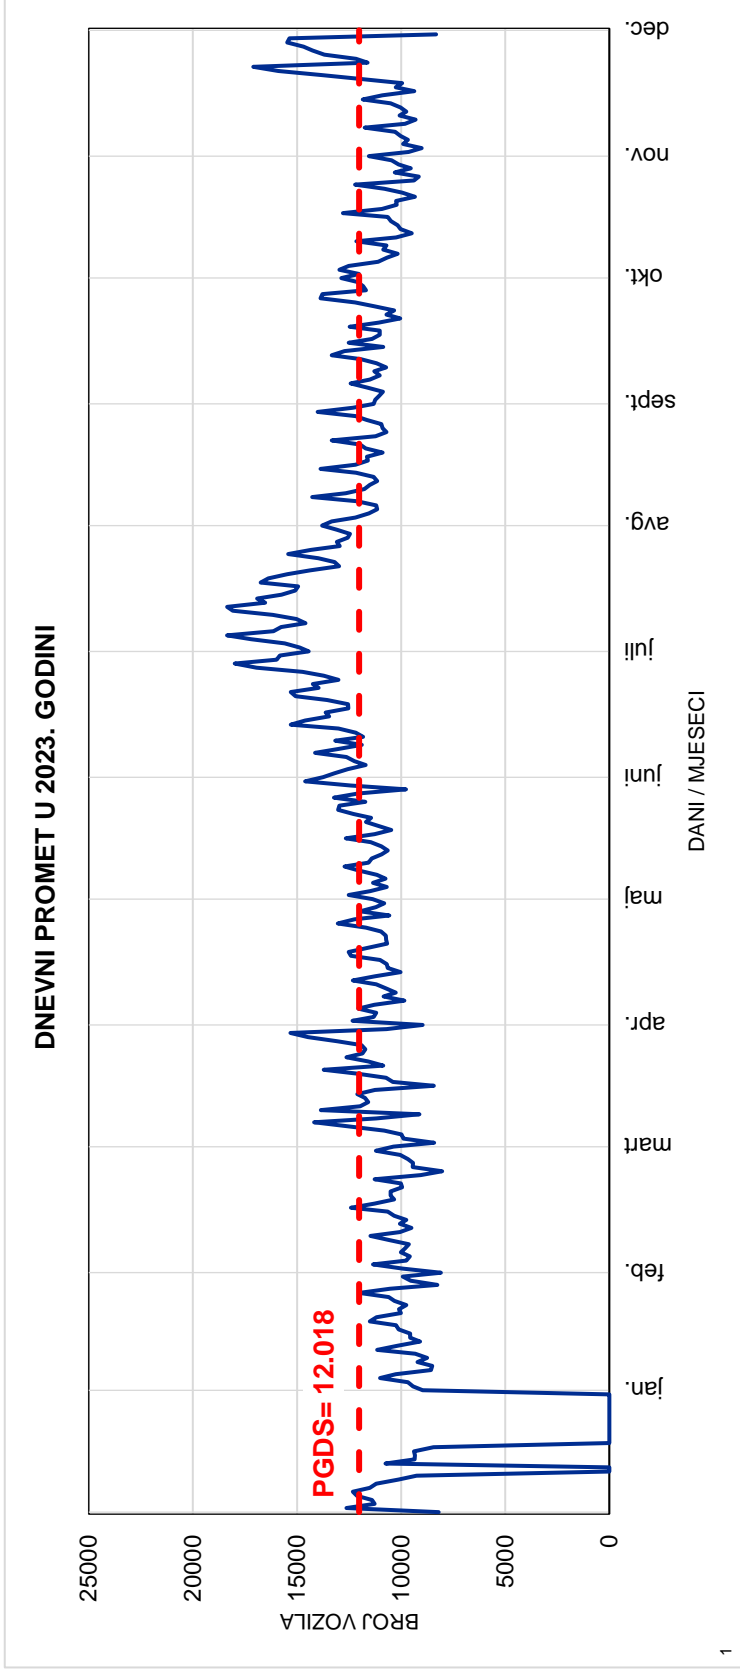 DNEVNI PROMET U 2023. GODINI
PGDS= 12.018
BROJ VOZILA
25000
20000
15000
10000
5000
0
jan.
feb.
mart
apr.
maj
juni
juli
avg.
sept.
okt.
nov.
dec.
DANI / MJESECI
1